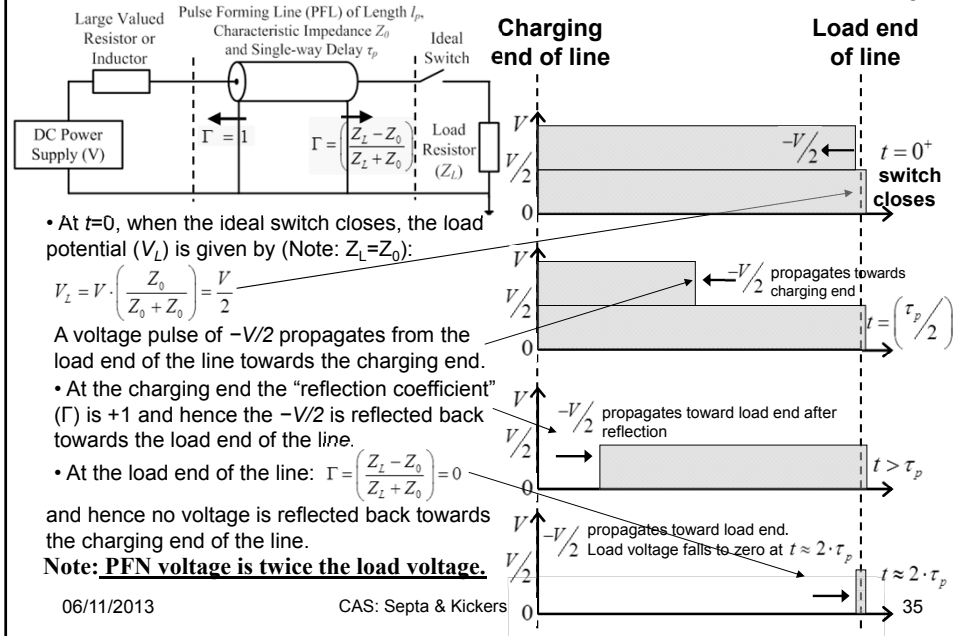 Large Valued
Resistor or
Inductor
Pulse Forming Line (PFL) of Length l_p,
Characteristic Impedance Z_0
and Single-way Delay τ_p
Ideal
Switch
DC Power
Supply (V)
Γ = 1
Γ = (Z_L − Z_0 / Z_L + Z_0)
Load
Resistor
(Z_L)
• At t=0, when the ideal switch closes, the load
potential (V_L) is given by (Note: Z_L=Z_0):
V_L = V · (Z_0 / Z_0 + Z_0) = V / 2
A voltage pulse of −V/2 propagates from the
load end of the line towards the charging end.
• At the charging end the “reflection coefficient”
(Γ) is +1 and hence the −V/2 is reflected back
towards the load end of the line.
• At the load end of the line: Γ = (Z_L − Z_0 / Z_L + Z_0) = 0
and hence no voltage is reflected back towards
the charging end of the line.
Note: PFN voltage is twice the load voltage.
Charging
end of line
Load end
of line
V
V/2
0
−V/2
t = 0⁺
switch
closes
V
V/2
0
−V/2 propagates towards
charging end
t = (τ_p/2)
V
V/2
0
−V/2 propagates toward load end after
reflection
t > τ_p
V
V/2
0
−V/2 propagates toward load end.
Load voltage falls to zero at t ≈ 2 · τ_p
t ≈ 2 · τ_p
06/11/2013
CAS: Septa & Kickers
35